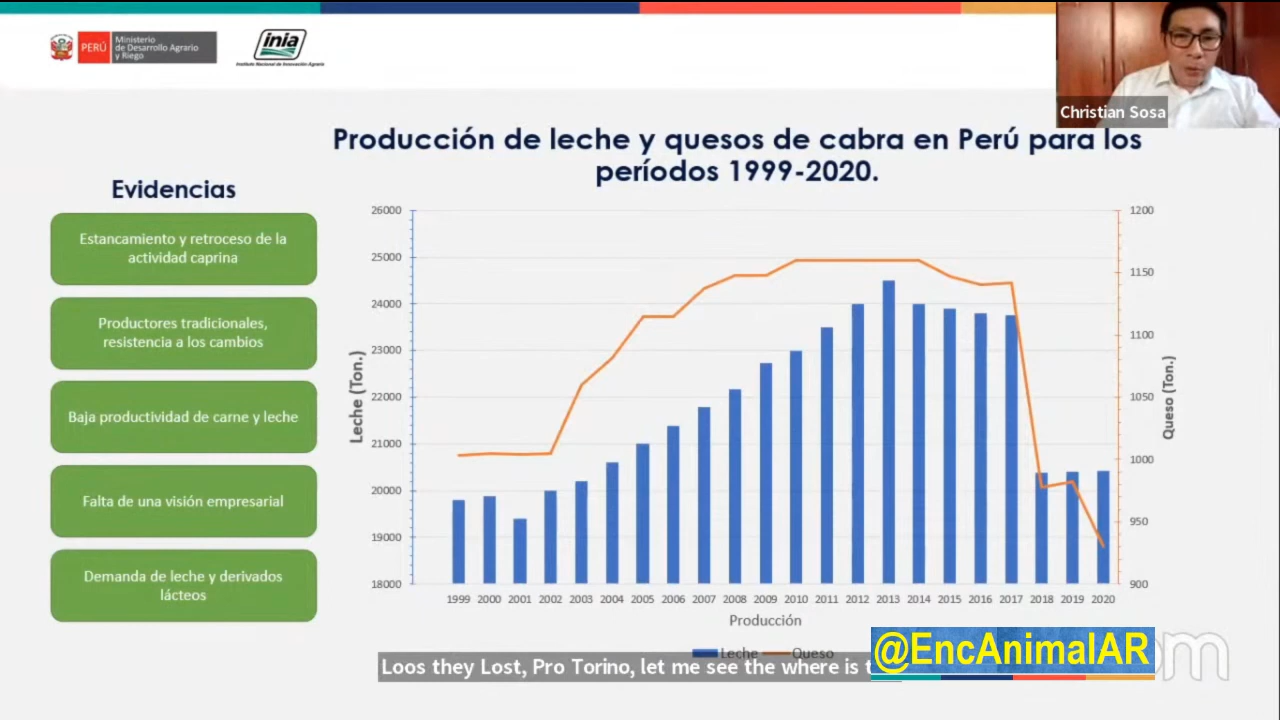 PERÚ
Ministerio
de Desarrollo Agrario
y Riego
inia
Instituto Nacional de Innovación Agraria
Christian Sosa
Producción de leche y quesos de cabra en Perú para los
períodos 1999-2020.
Evidencias
Estancamiento y retroceso de la
actividad caprina
Productores tradicionales,
resistencia a los cambios
Baja productividad de carne y leche
Falta de una visión empresarial
Demanda de leche y derivados
lácteos
Leche (Ton.)
26000
25000
24000
23000
22000
21000
20000
19000
18000
1200
1150
1100
1050
1000
950
900
Queso (Ton.)
1999 2000 2001 2002 2003 2004 2005 2006 2007 2008 2009 2010 2011 2012 2013 2014 2015 2016 2017 2018 2019 2020
Producción
Leche Queso
Loos they Lost, Pro Torino, let me see the where is
@EncAnimalAR